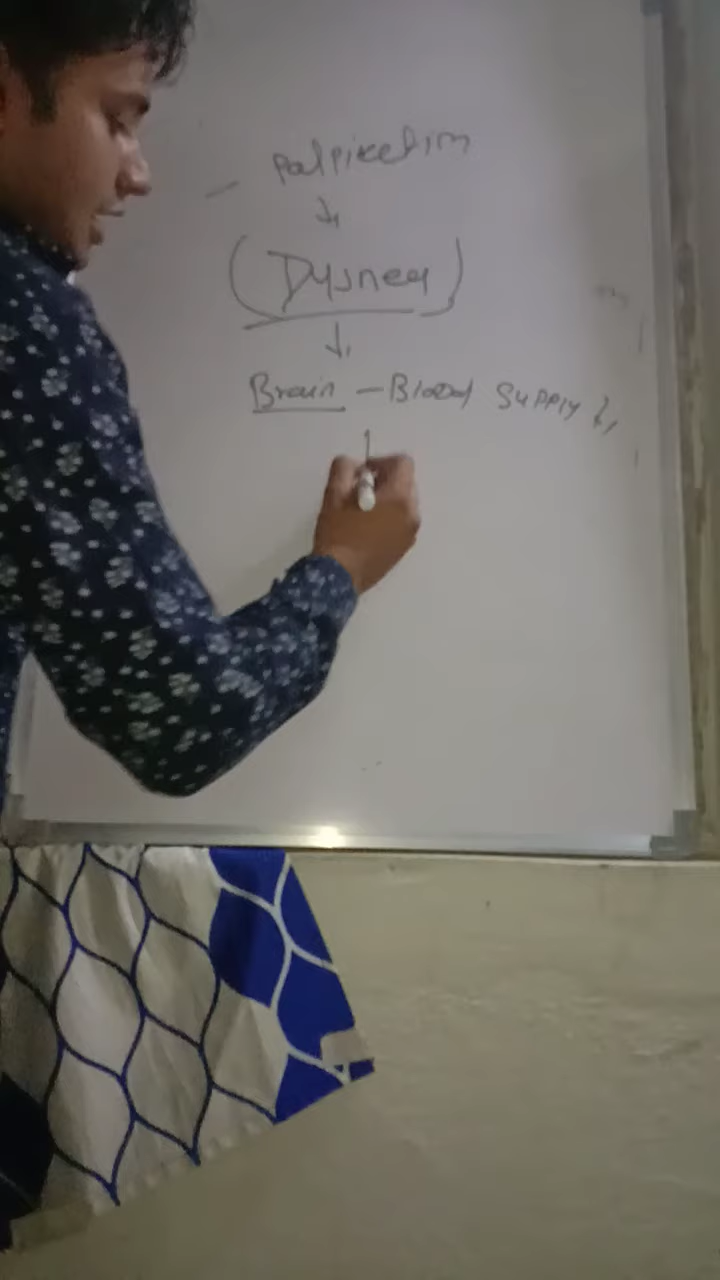 - Palpitation
↓
(Dysnea)
↓
Brain - Blood Supply ↓